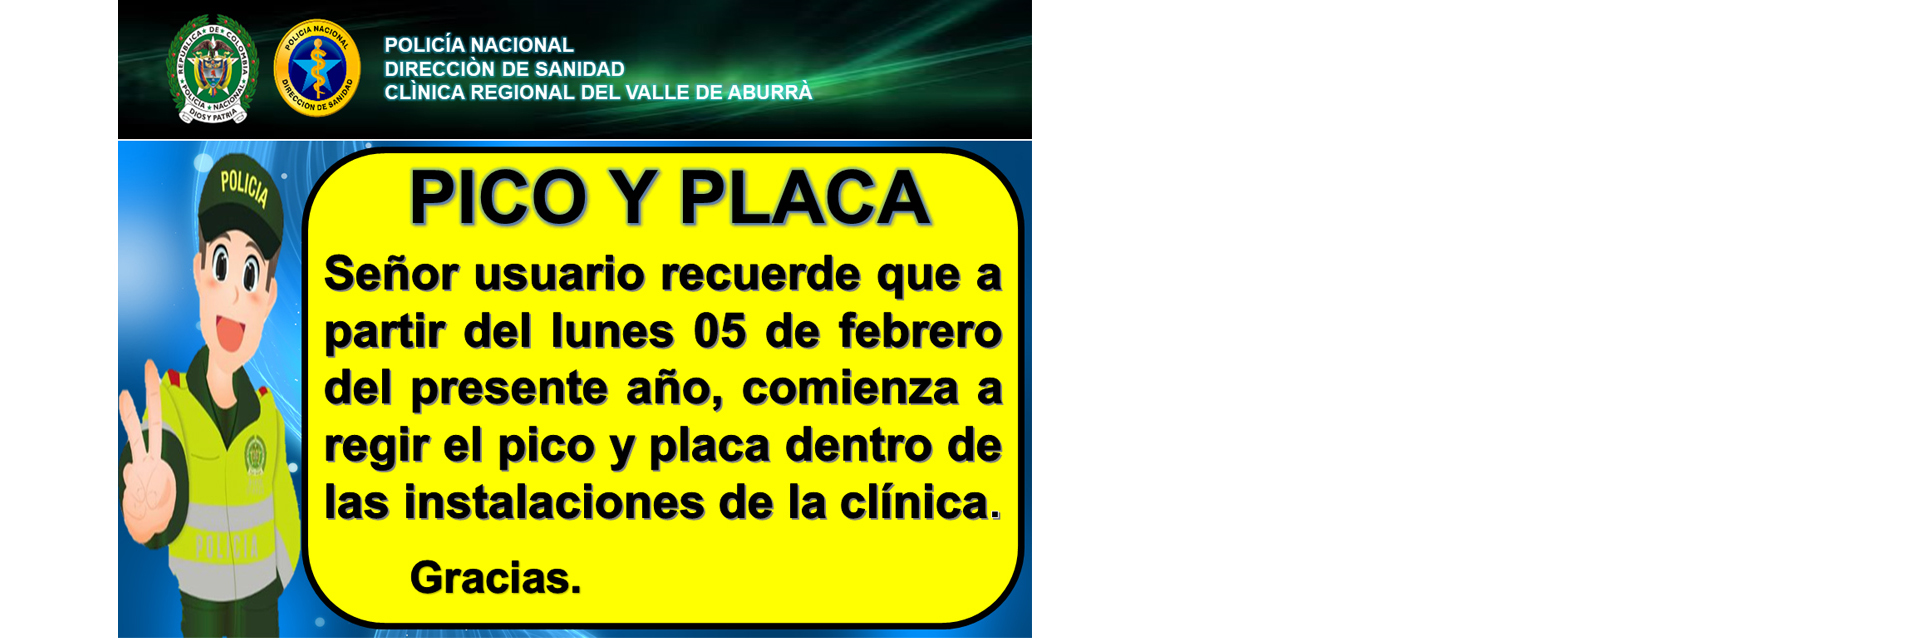 REPUBLICA DE COLOMBIA
POLICIA NACIONAL
DIOS Y PATRIA
POLICIA NACIONAL
DIRECCION DE SANIDAD
POLICÍA NACIONAL
DIRECCIÒN DE SANIDAD
CLÌNICA REGIONAL DEL VALLE DE ABURRÀ
POLICIA
PICO Y PLACA
Señor usuario recuerde que a
partir del lunes 05 de febrero
del presente año, comienza a
regir el pico y placa dentro de
las instalaciones de la clínica.
Gracias.
POLICIA